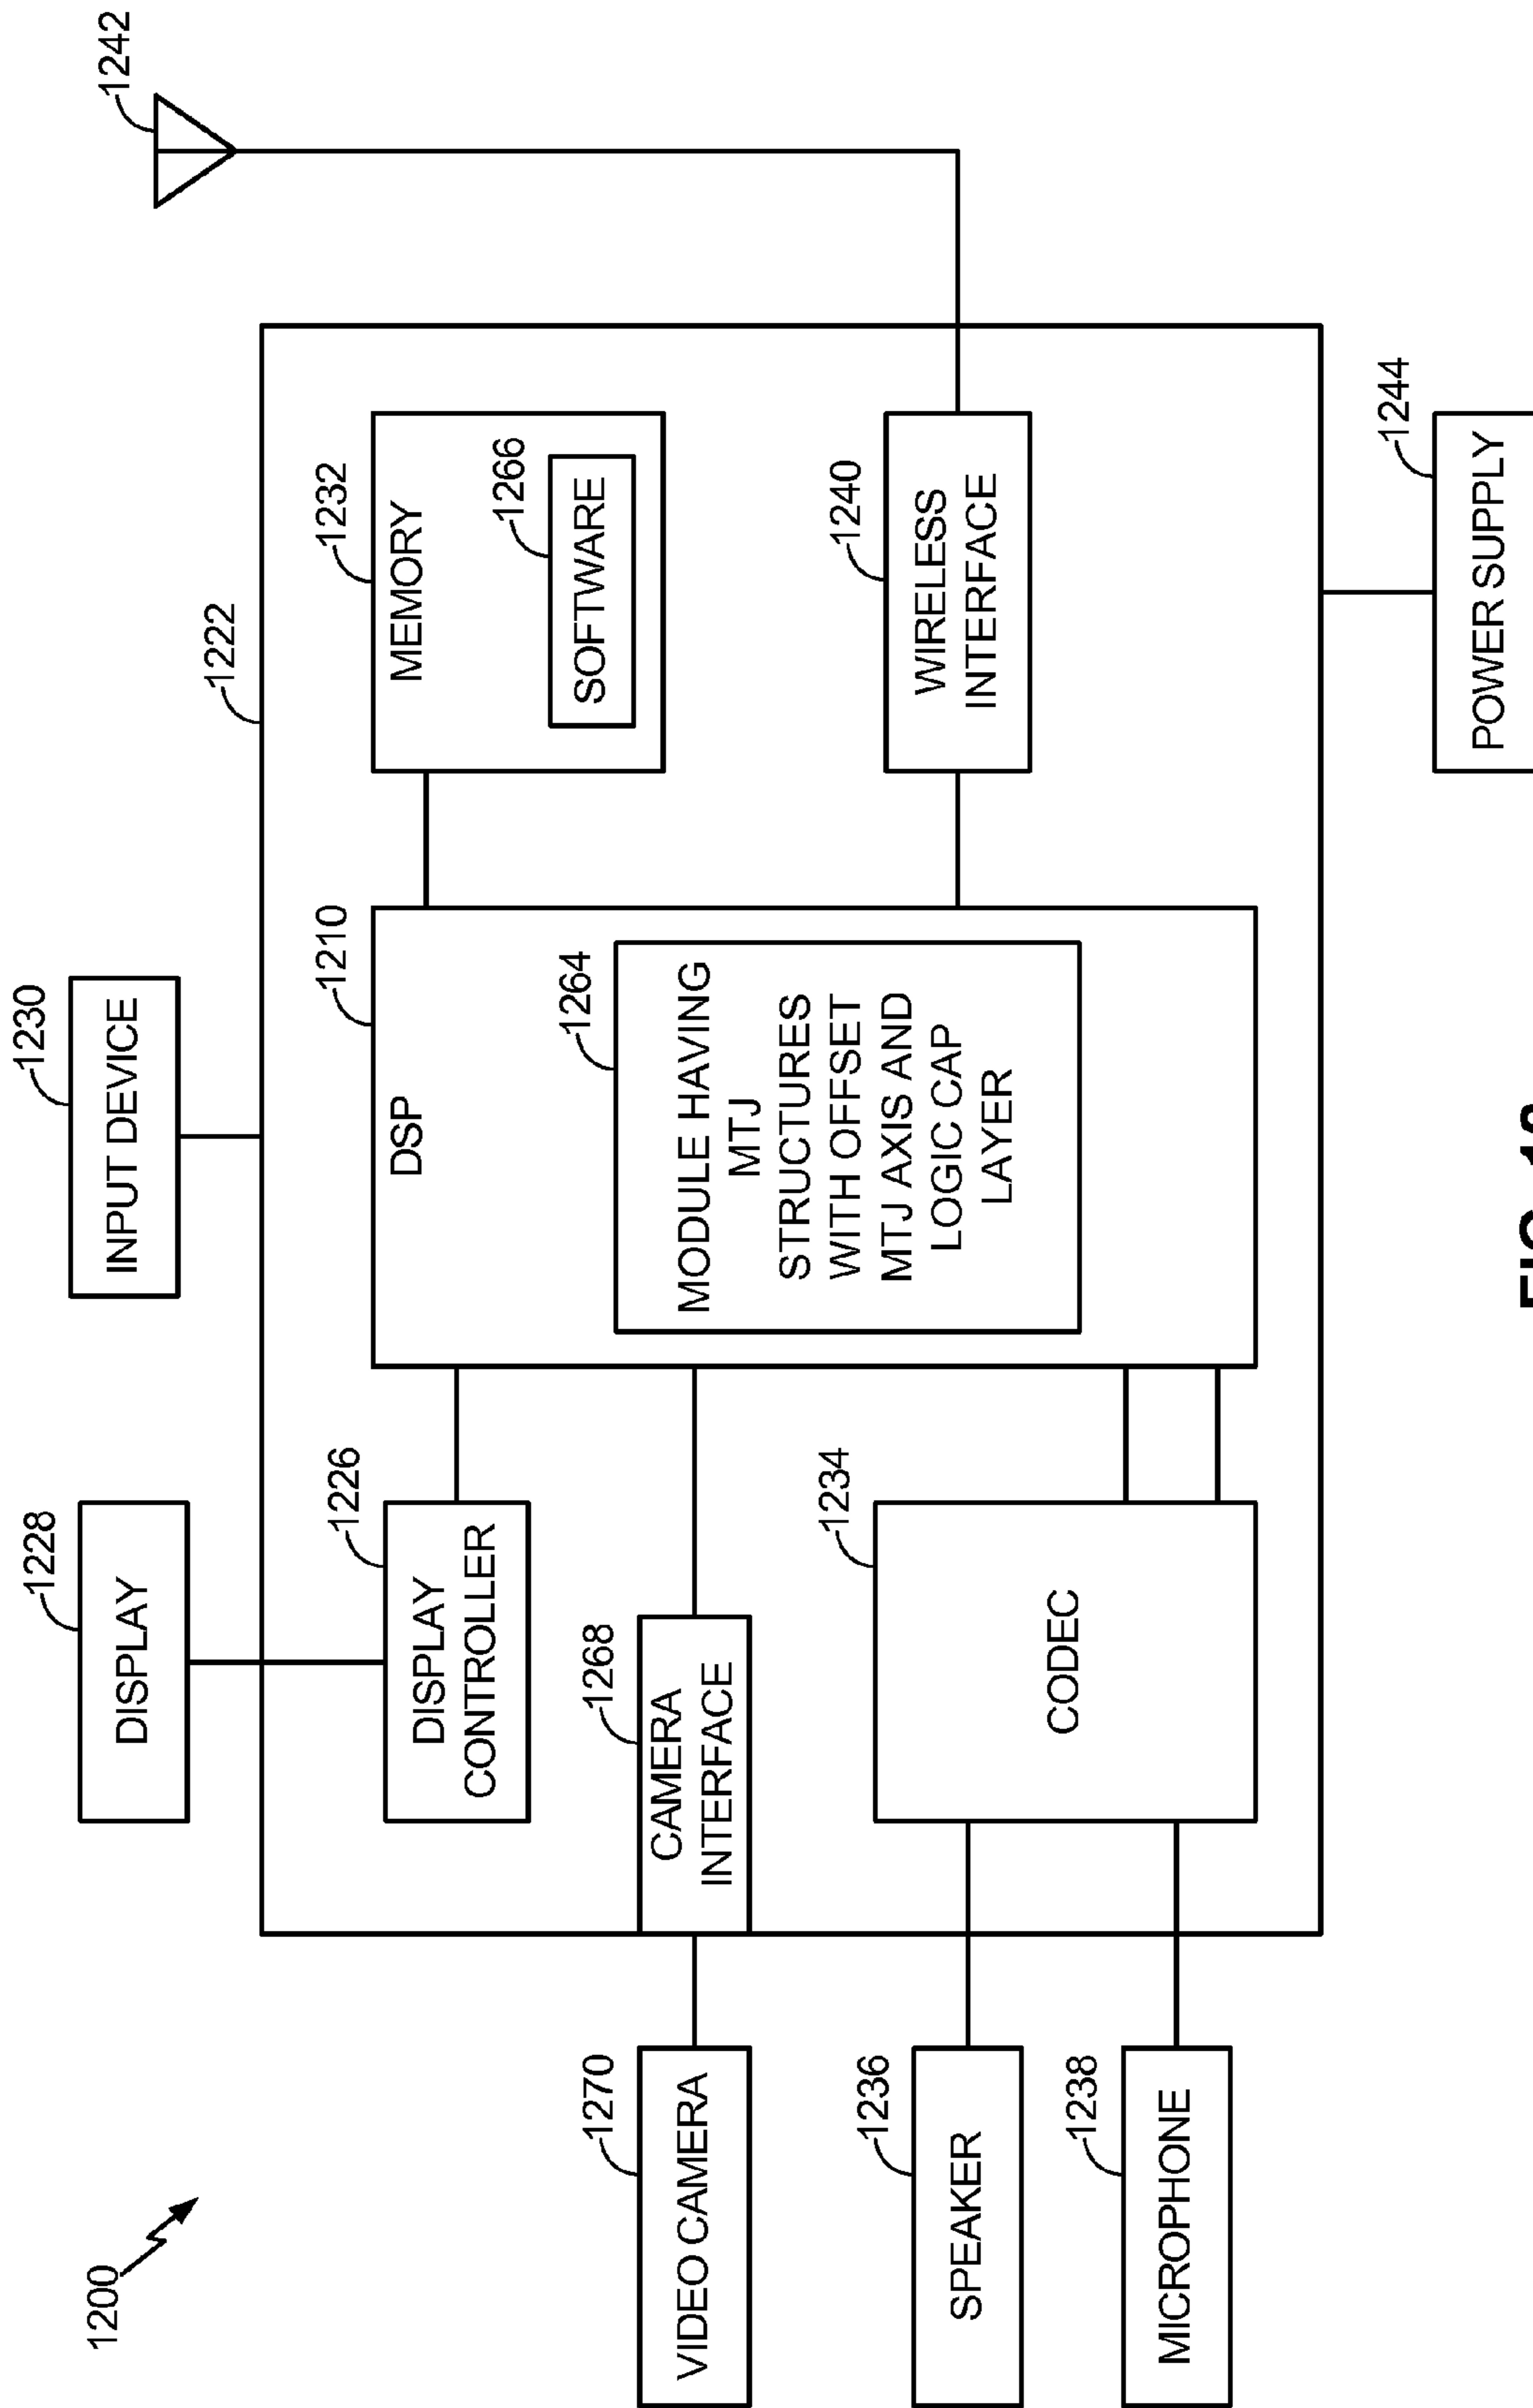 1200
1228
DISPLAY
1230
INPUT DEVICE
1242
1222
1226
DISPLAY
CONTROLLER
1210
DSP
1232
MEMORY
1266
SOFTWARE
1264
MODULE HAVING
MTJ
STRUCTURES
WITH OFFSET
MTJ AXIS AND
LOGIC CAP
LAYER
1270
VIDEO CAMERA
1268
CAMERA
INTERFACE
1240
WIRELESS
INTERFACE
1234
CODEC
1236
SPEAKER
1238
MICROPHONE
1244
POWER SUPPLY